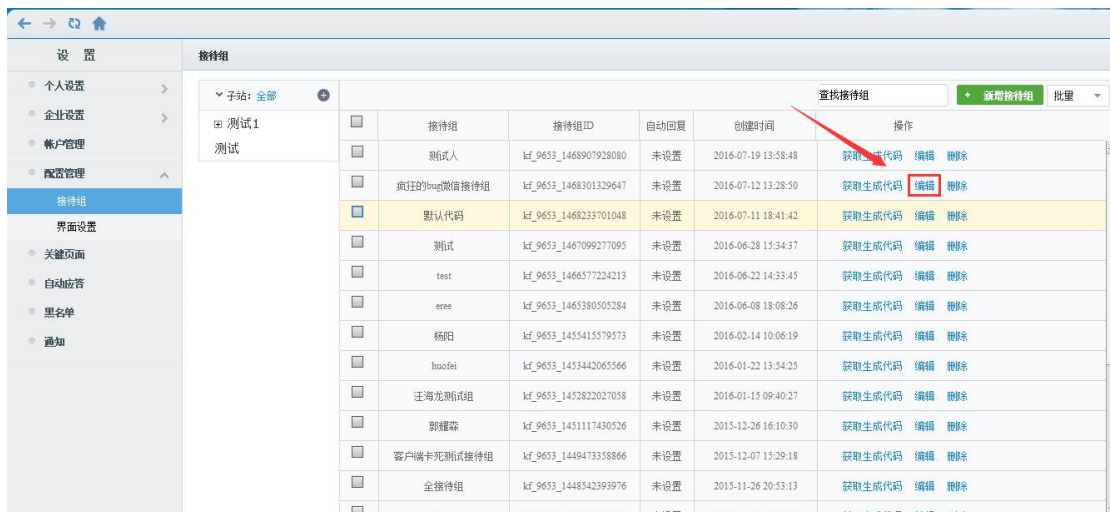 设 置
接待组
个人设置
企业设置
帐户管理
配置管理
接待组
界面设置
关键页面
自动应答
黑名单
通知
子站: 全部
测试1
测试
查找接待组
+ 新增接待组
批量
接待组 接待组ID 自动回复 创建时间 操作
测试人 kf_9653_1468907928080 未设置 2016-07-19 13:58:48 获取生成代码 编辑 删除
疯狂的bug微信接待组 kf_9653_1468301329647 未设置 2016-07-12 13:28:50 获取生成代码 编辑 删除
默认代码 kf_9653_1468233701048 未设置 2016-07-11 18:41:42 获取生成代码 编辑 删除
测试 kf_9653_1467099277095 未设置 2016-06-28 15:34:37 获取生成代码 编辑 删除
test kf_9653_1466577224213 未设置 2016-06-22 14:33:45 获取生成代码 编辑 删除
eree kf_9653_1465380505284 未设置 2016-06-08 18:08:26 获取生成代码 编辑 删除
杨阳 kf_9653_1455415579573 未设置 2016-02-14 10:06:19 获取生成代码 编辑 删除
huofei kf_9653_1453442065566 未设置 2016-01-22 13:54:25 获取生成代码 编辑 删除
汪海龙测试组 kf_9653_1452822027058 未设置 2016-01-15 09:40:27 获取生成代码 编辑 删除
郭耀森 kf_9653_1451117430526 未设置 2015-12-26 16:10:30 获取生成代码 编辑 删除
客户端卡死测试接待组 kf_9653_1449473358866 未设置 2015-12-07 15:29:18 获取生成代码 编辑 删除
全接待组 kf_9653_1448542393976 未设置 2015-11-26 20:53:13 获取生成代码 编辑 删除